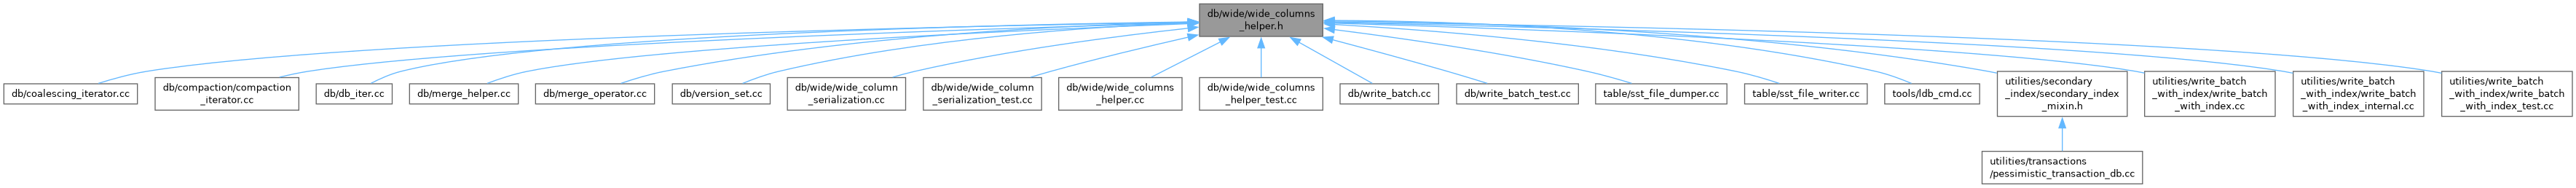 db/wide/wide_columns
_helper.h
db/coalescing_iterator.cc
db/compaction/compaction
_iterator.cc
db/db_iter.cc
db/merge_helper.cc
db/merge_operator.cc
db/version_set.cc
db/wide/wide_column
_serialization.cc
db/wide/wide_column
_serialization_test.cc
db/wide/wide_columns
_helper.cc
db/wide/wide_columns
_helper_test.cc
db/write_batch.cc
db/write_batch_test.cc
table/sst_file_dumper.cc
table/sst_file_writer.cc
tools/ldb_cmd.cc
utilities/secondary
_index/secondary_index
_mixin.h
utilities/write_batch
_with_index/write_batch
_with_index.cc
utilities/write_batch
_with_index/write_batch
_with_index_internal.cc
utilities/write_batch
_with_index/write_batch
_with_index_test.cc
utilities/transactions
/pessimistic_transaction_db.cc